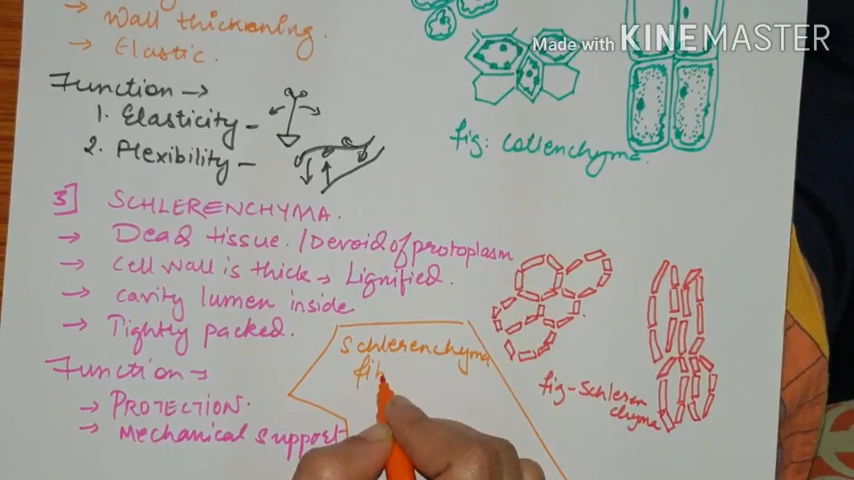 Wall thickening.
Elastic.
Made with KINEMASTER
Function
1. Elasticity
2. Flexibility
fig: Collenchyma.
3] SCHLERENCHYMA.
Dead tissue. / Devoid of protoplasm
Cell wall is thick → Lignified.
cavity lumen inside
Tightly packed.
Function
PROTECTION.
Mechanical support
Schlerenchyma
fig-Schleren
chyma